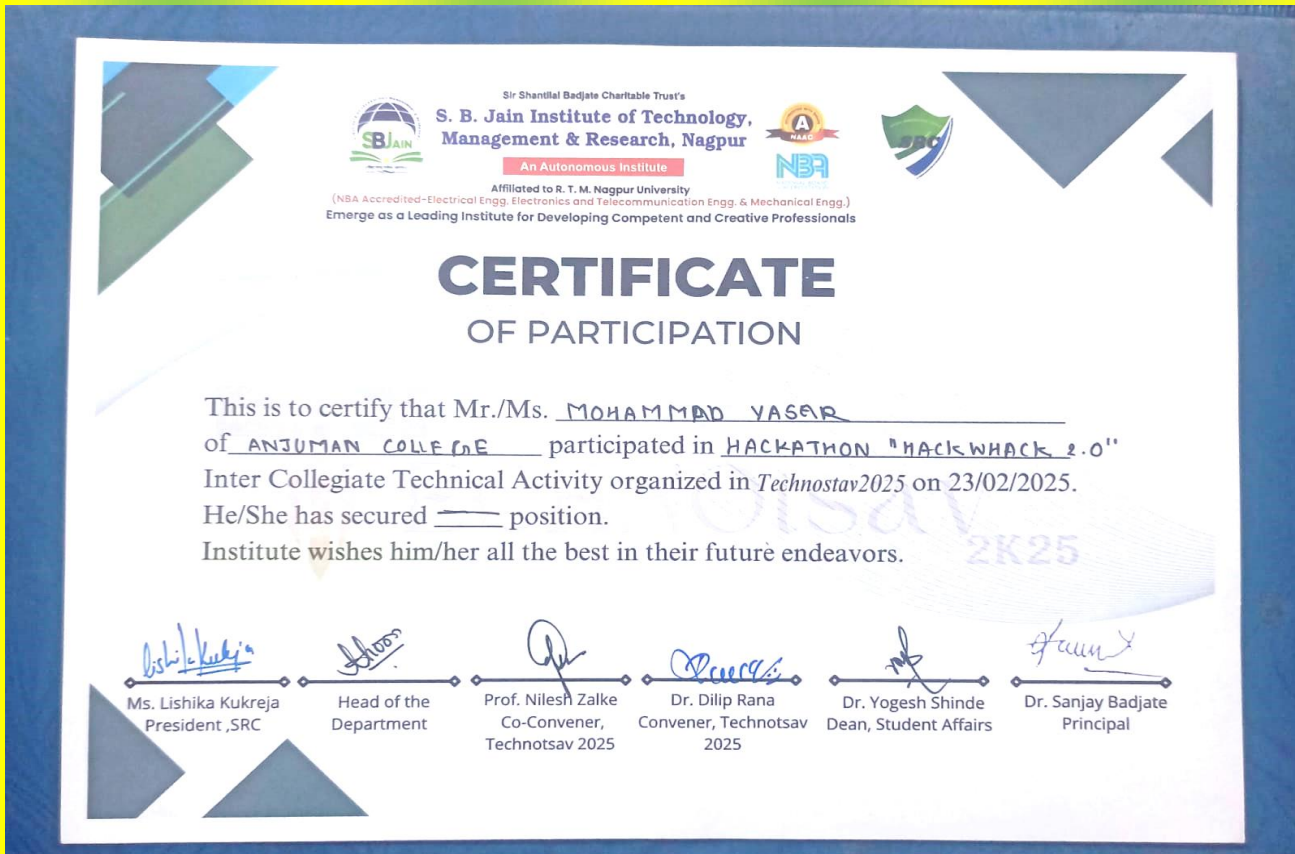 Sir Shantilal Badjate Charitable Trust's
S. B. Jain Institute of Technology,
Management & Research, Nagpur
An Autonomous Institute
Affiliated to R. T. M. Nagpur University
(NBA Accredited-Electrical Engg. Electronics and Telecommunication Engg. & Mechanical Engg.)
Emerge as a Leading Institute for Developing Competent and Creative Professionals
SBJAIN
A
NAAC
NBA
SRC
CERTIFICATE
OF PARTICIPATION
This is to certify that Mr./Ms. MOHAMMAD YASAR
of ANJUMAN COLLEGE participated in HACKATHON "HACKWHACK 2.0"
Inter Collegiate Technical Activity organized in Technostav2025 on 23/02/2025.
He/She has secured —— position.
Institute wishes him/her all the best in their future endeavors.
2K25
Ms. Lishika Kukreja
President ,SRC
Head of the
Department
Prof. Nilesh Zalke
Co-Convener,
Technotsav 2025
Dr. Dilip Rana
Convener, Technotsav
2025
Dr. Yogesh Shinde
Dean, Student Affairs
Dr. Sanjay Badjate
Principal